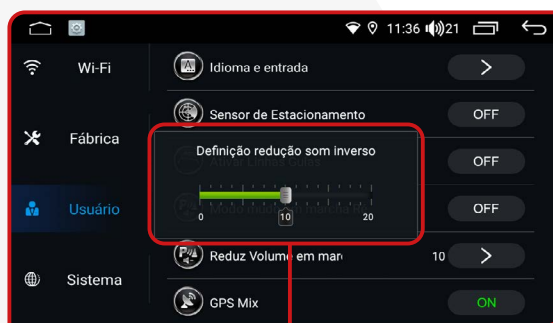 11:36 21
Wi-Fi
Idioma e entrada
Sensor de Estacionamento OFF
Fábrica
Definição redução som inverso
OFF
0 10 20
Usuário
OFF
Reduz Volume em mar 10
Sistema
GPS Mix ON